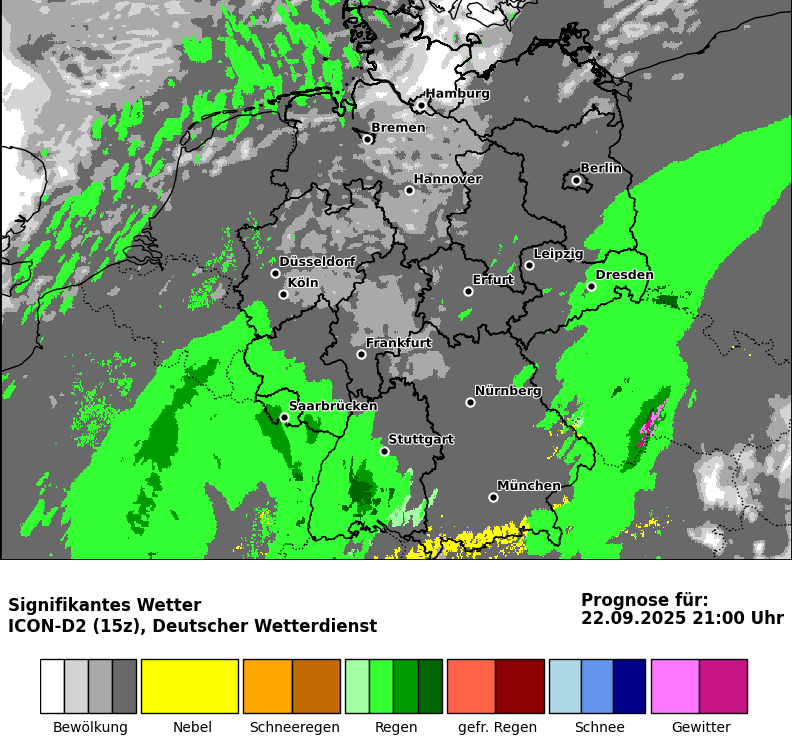 Hamburg
Bremen
Berlin
Hannover
Leipzig
Düsseldorf
Dresden
Köln
Erfurt
Frankfurt
Nürnberg
Saarbrücken
Stuttgart
München
Signifikantes Wetter
ICON-D2 (15z), Deutscher Wetterdienst
Prognose für:
22.09.2025 21:00 Uhr
Bewölkung Nebel Schneeregen Regen gefr. Regen Schnee Gewitter